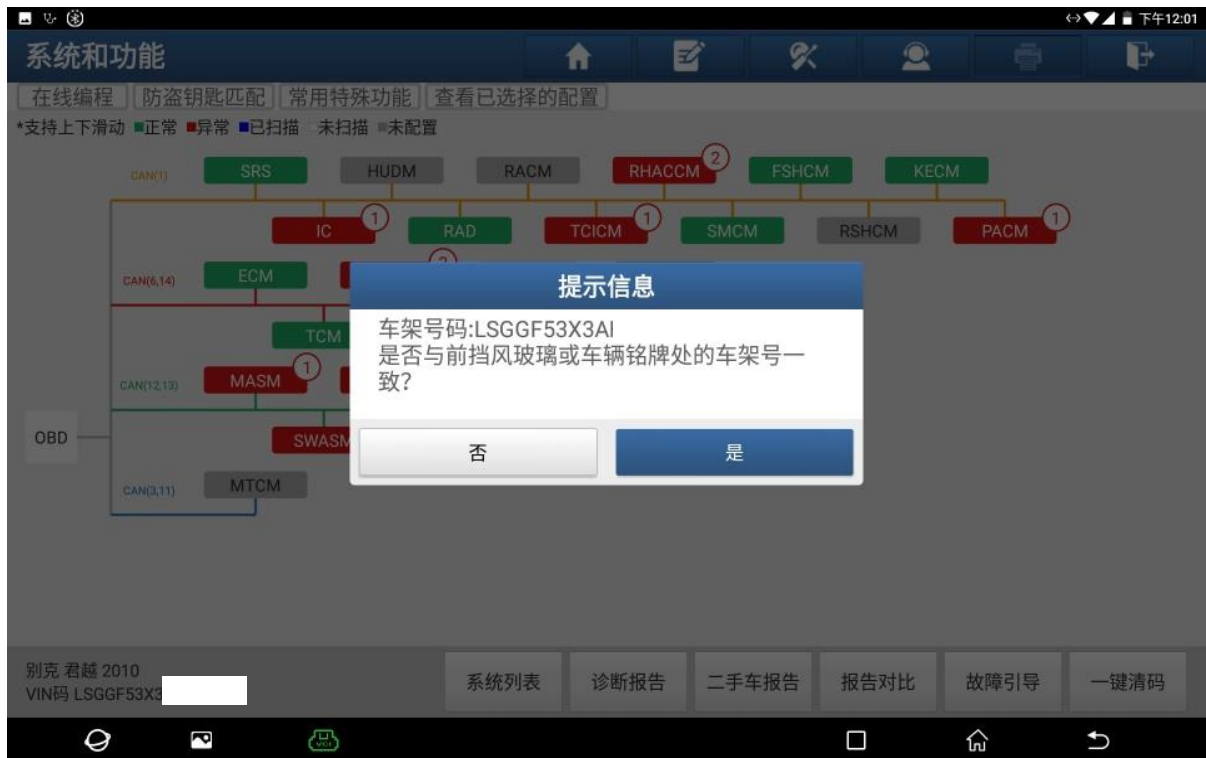 下午12:01
系统和功能
在线编程 防盗钥匙匹配 常用特殊功能 查看已选择的配置
*支持上下滑动 ■正常 ■异常 ■已扫描 ■未扫描 ■未配置
CAN(1) SRS HUDM RACM RHACCM 2 FSHCM KECM
IC 1 RAD TCICM 1 SMCM RSHCM PACM 1
CAN(6,14) ECM
TCM
CAN(12,13) MASM 1
OBD
SWASM
CAN(3,11) MTCM
提示信息
车架号码:LSGGF53X3AI
是否与前挡风玻璃或车辆铭牌处的车架号一
致?
否 是
别克 君越 2010
VIN码 LSGGF53X3
系统列表 诊断报告 二手车报告 报告对比 故障引导 一键清码
VCI